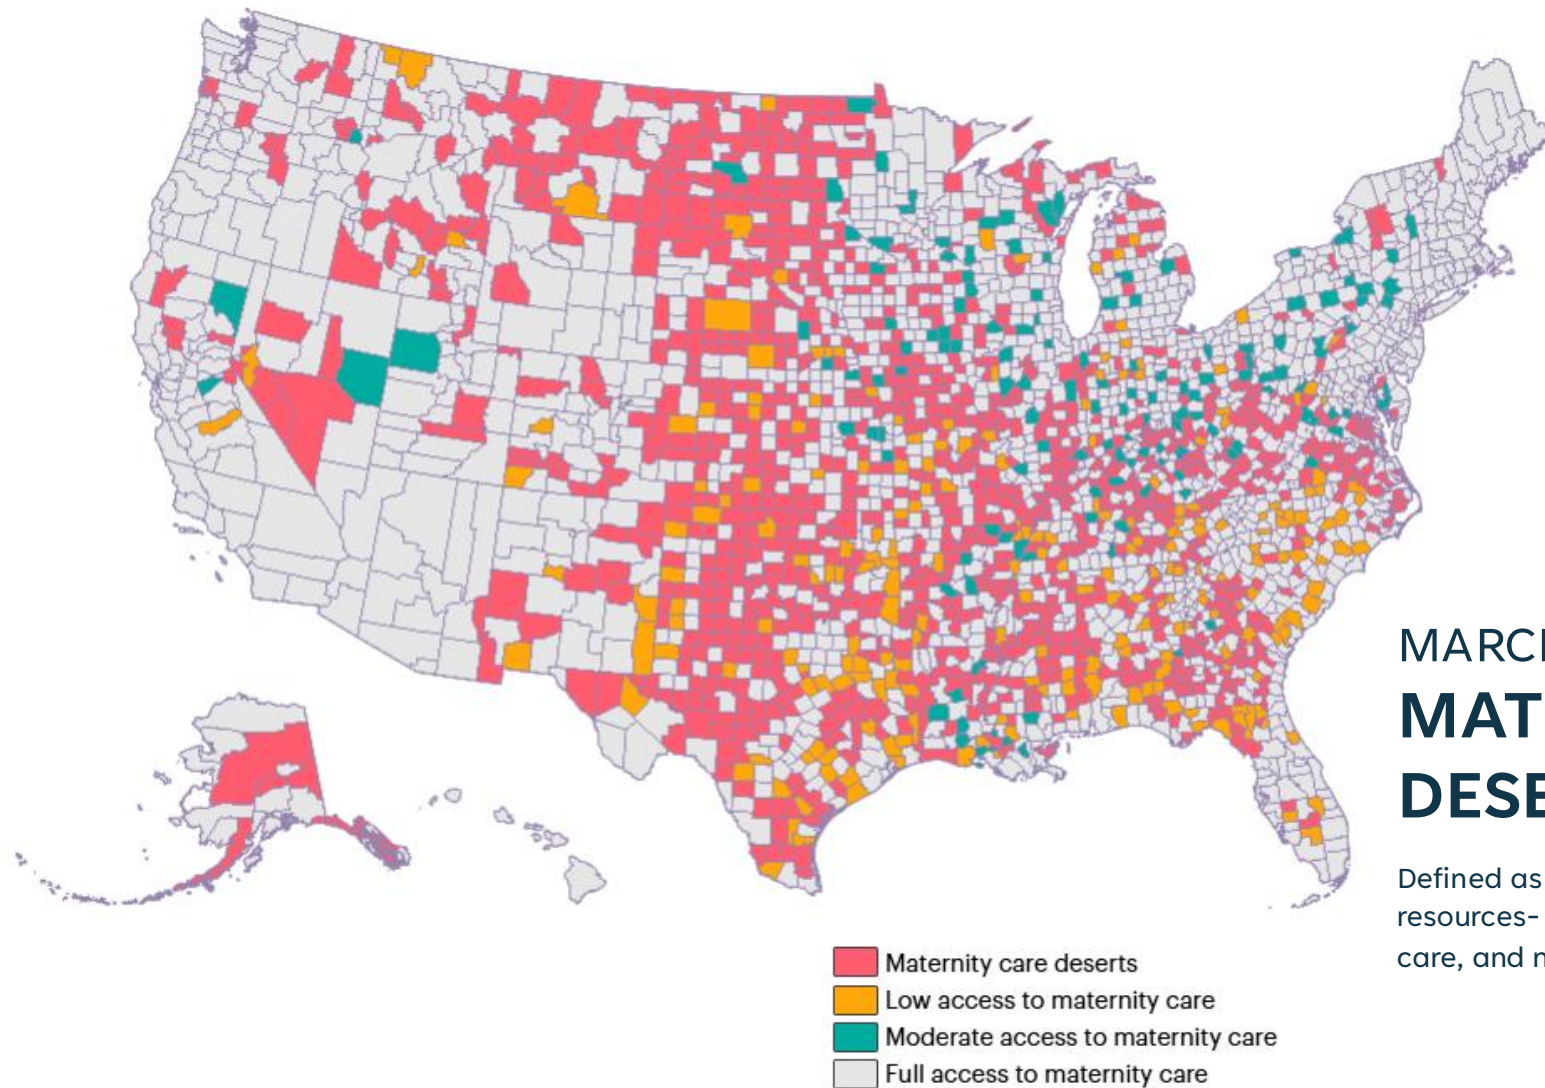 MARCH
MAT
DESE
Defined as
resources-
care, and n
Maternity care deserts
Low access to maternity care
Moderate access to maternity care
Full access to maternity care